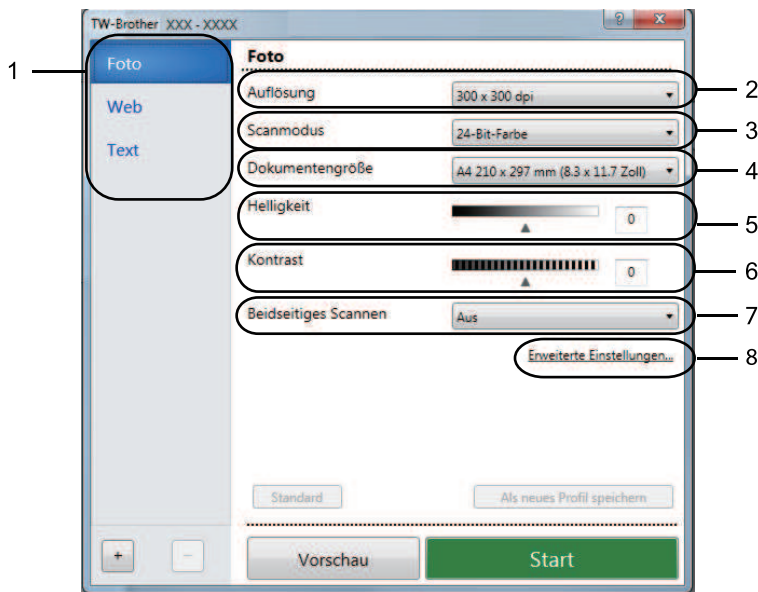 TW-Brother XXX - XXXX
?
x
1
Foto
Web
Text
Foto
Auflösung
300 x 300 dpi
2
Scanmodus
24-Bit-Farbe
3
Dokumentengröße
A4 210 x 297 mm (8.3 x 11.7 Zoll)
4
Helligkeit
0
5
Kontrast
0
6
Beidseitiges Scannen
Aus
7
Erweiterte Einstellungen...
8
Standard
Als neues Profil speichern
+
-
Vorschau
Start